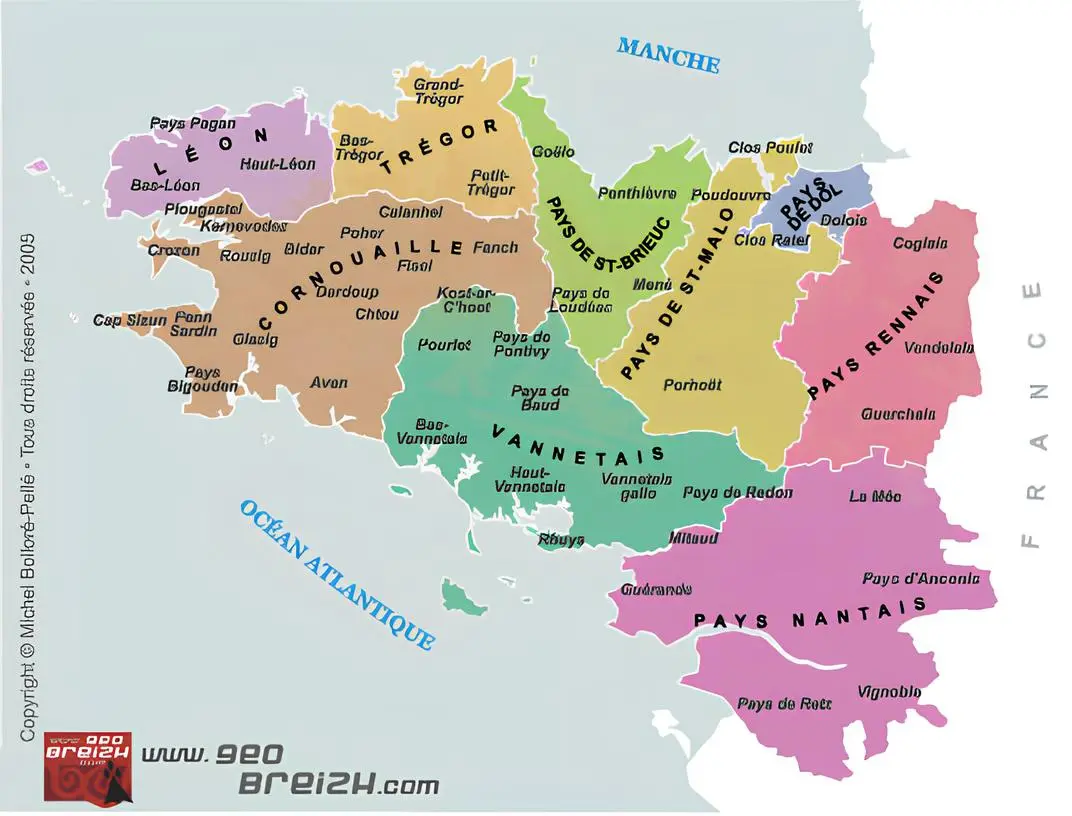 MANCHE
Grand-
Trégor
Pays Pagan
LÉON
Haut-Léon
Bas-Léon
Bas-
Trégor
TRÉGOR
Petit-
Trégor
Goëlo
Penthièvre
PAYS DE ST-BRIEUC
Mené
Pays de
Loudéac
Clos Poulet
Poudouvre
PAYS
DE DOL
Dolois
Clos Ratel
PAYS DE ST-MALO
Porhoët
Coglais
PAYS RENNAIS
Vendelais
Guerchais
FRANCE
Plougastel
Kernevodez
Crozon
Rouzig
Bidar
Poher
Calanhel
Fisel
Fanch
CORNOUAILLE
Dardoup
Chtou
Kost-ar-
C'hoat
Cap Sizun
Penn
Sardin
Glazig
Pays
Bigouden
Aven
Pourlet
Pays de
Pontivy
Pays de
Baud
Bas-
Vannetais
VANNETAIS
Haut-
Vannetais
Vannetais
gallo
Pays de Redon
Rhuys
Mitaud
La Mée
Guérande
Pays d'Ancenis
PAYS NANTAIS
Pays de Retz
Vignoble
OCÉAN ATLANTIQUE
Copyright © Michel Bolloré-Pellé • Tous droits réservés • 2005
GEO
BreizH
www.geo
BreizH.com